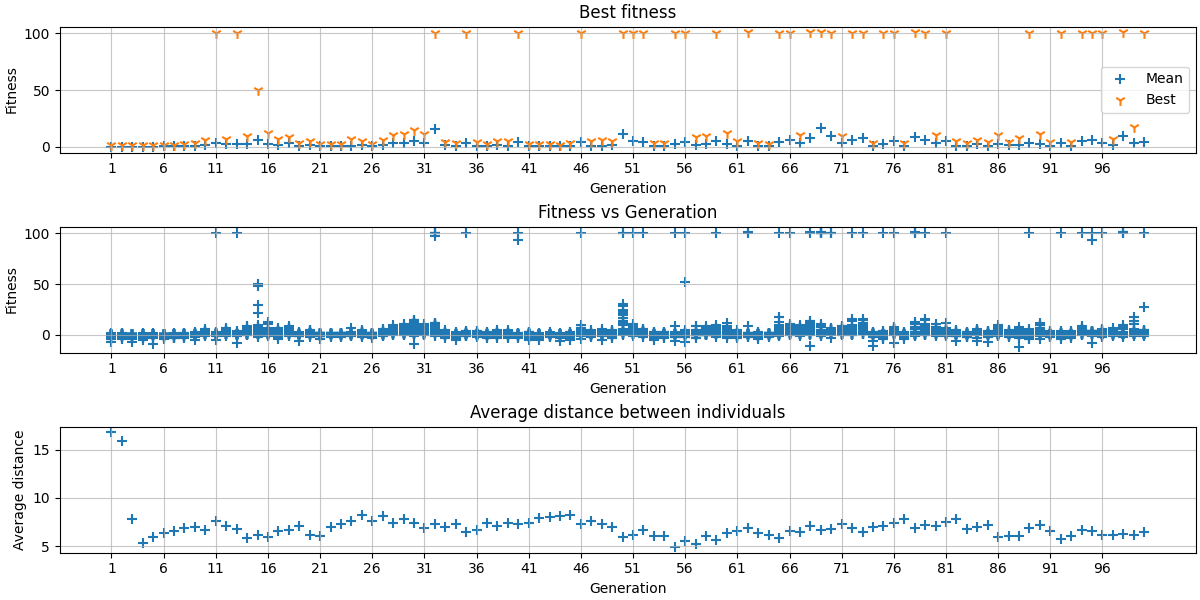 Best fitness
100
50
0
Fitness
Mean
Best
1 6 11 16 21 26 31 36 41 46 51 56 61 66 71 76 81 86 91 96
Generation
Fitness vs Generation
100
50
0
Fitness
1 6 11 16 21 26 31 36 41 46 51 56 61 66 71 76 81 86 91 96
Generation
Average distance between individuals
15
10
5
Average distance
1 6 11 16 21 26 31 36 41 46 51 56 61 66 71 76 81 86 91 96
Generation